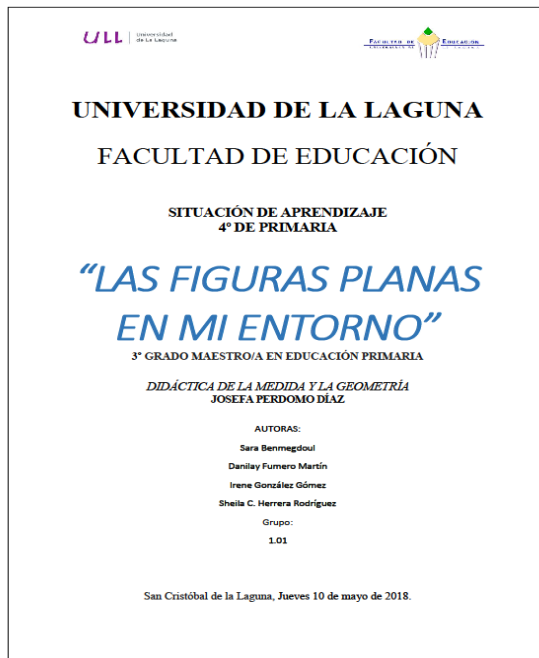 ULL Universidad
de La Laguna
FACULTAD DE EDUCACIÓN
UNIVERSIDAD DE LA LAGUNA
FACULTAD DE EDUCACIÓN
SITUACIÓN DE APRENDIZAJE
4º DE PRIMARIA
“LAS FIGURAS PLANAS
EN MI ENTORNO”
3º GRADO MAESTRO/A EN EDUCACIÓN PRIMARIA
DIDÁCTICA DE LA MEDIDA Y LA GEOMETRÍA
JOSEFA PERDOMO DÍAZ
AUTORAS:
Sara Benmegdoul
Danilay Fumero Martín
Irene González Gómez
Sheila C. Herrera Rodríguez
Grupo:
1.01
San Cristóbal de la Laguna, Jueves 10 de mayo de 2018.